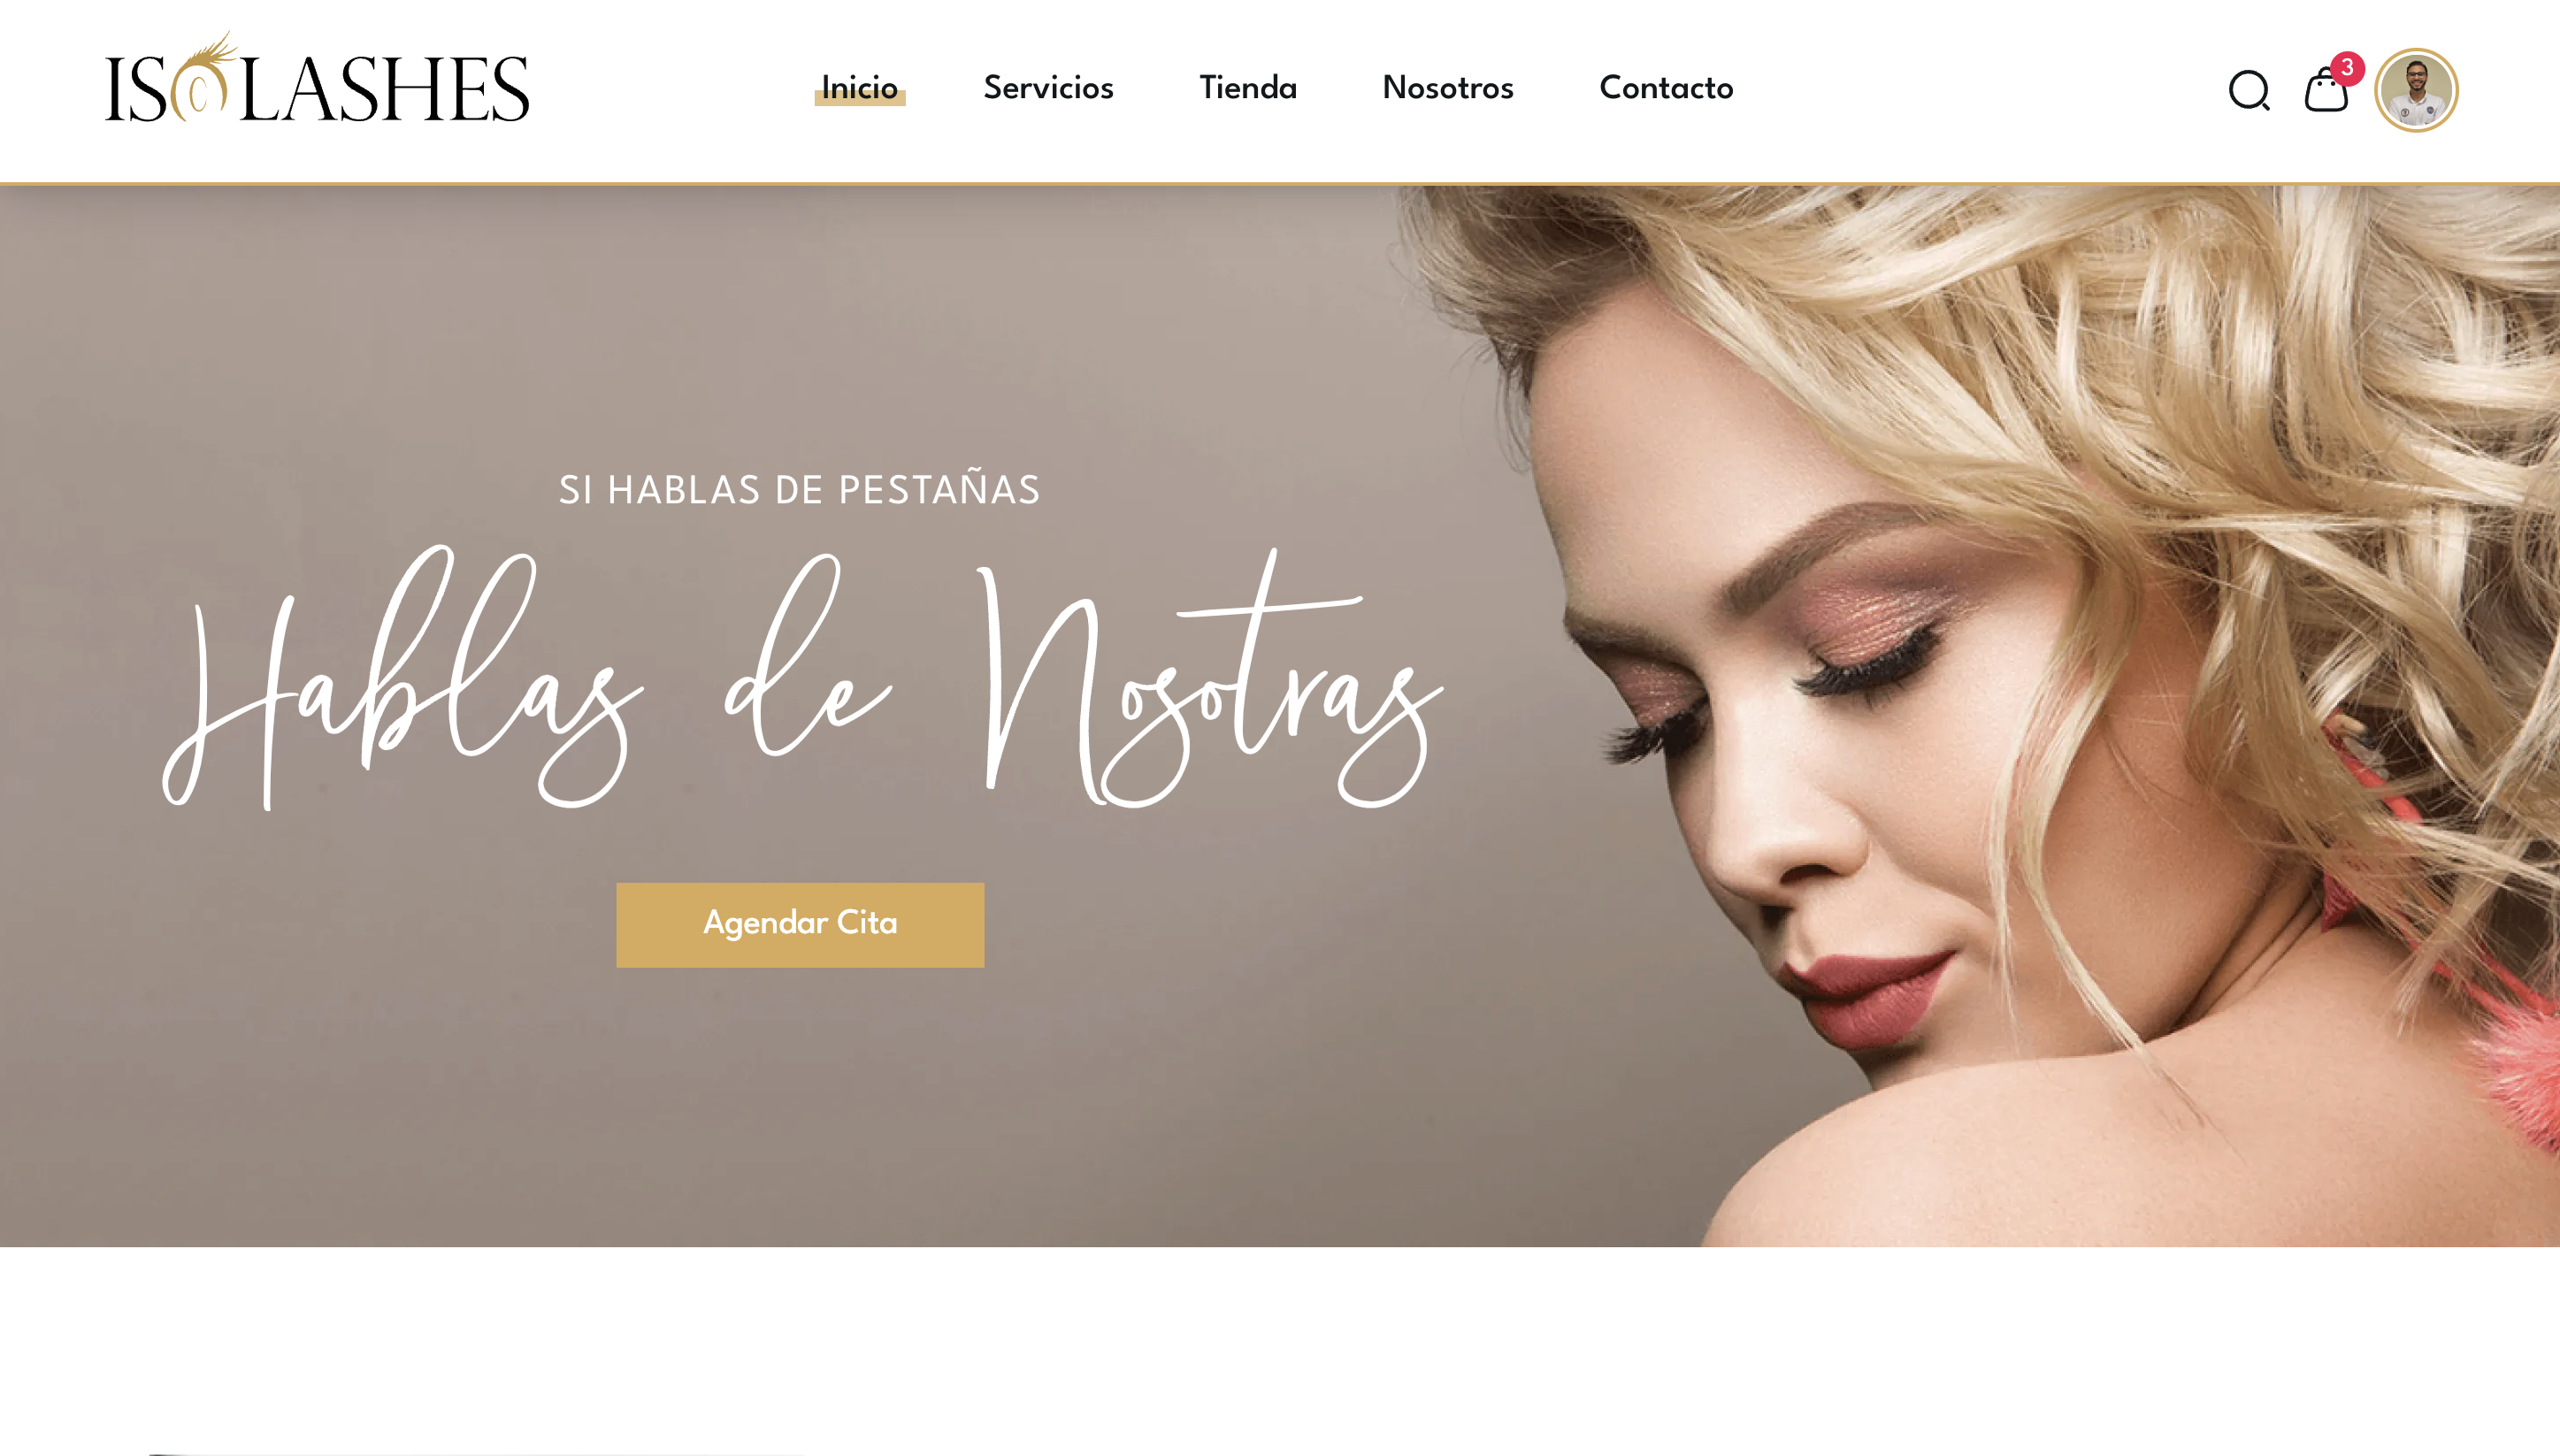 ISOLASHES
Inicio
Servicios
Tienda
Nosotros
Contacto
3
SI HABLAS DE PESTAÑAS
Hablas de Nosotras
Agendar Cita